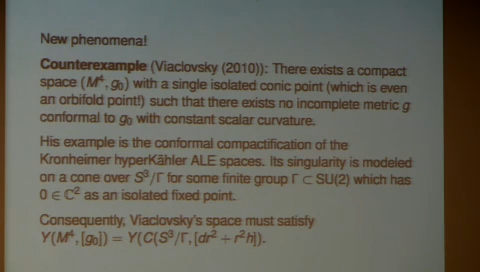 New phenomena!
Counterexample (Viaclovsky (2010)): There exists a compact
space (M⁴, g₀) with a single isolated conic point (which is even
an orbifold point!) such that there exists no incomplete metric g
conformal to g₀ with constant scalar curvature.
His example is the conformal compactification of the
Kronheimer hyperKähler ALE spaces. Its singularity is modeled
on a cone over S³/Γ for some finite group Γ ⊂ SU(2) which has
0 ∈ ℂ² as an isolated fixed point.
Consequently, Viaclovsky's space must satisfy
Y(M⁴, [g₀]) = Y(C(S³/Γ, [dr² + r²h]).